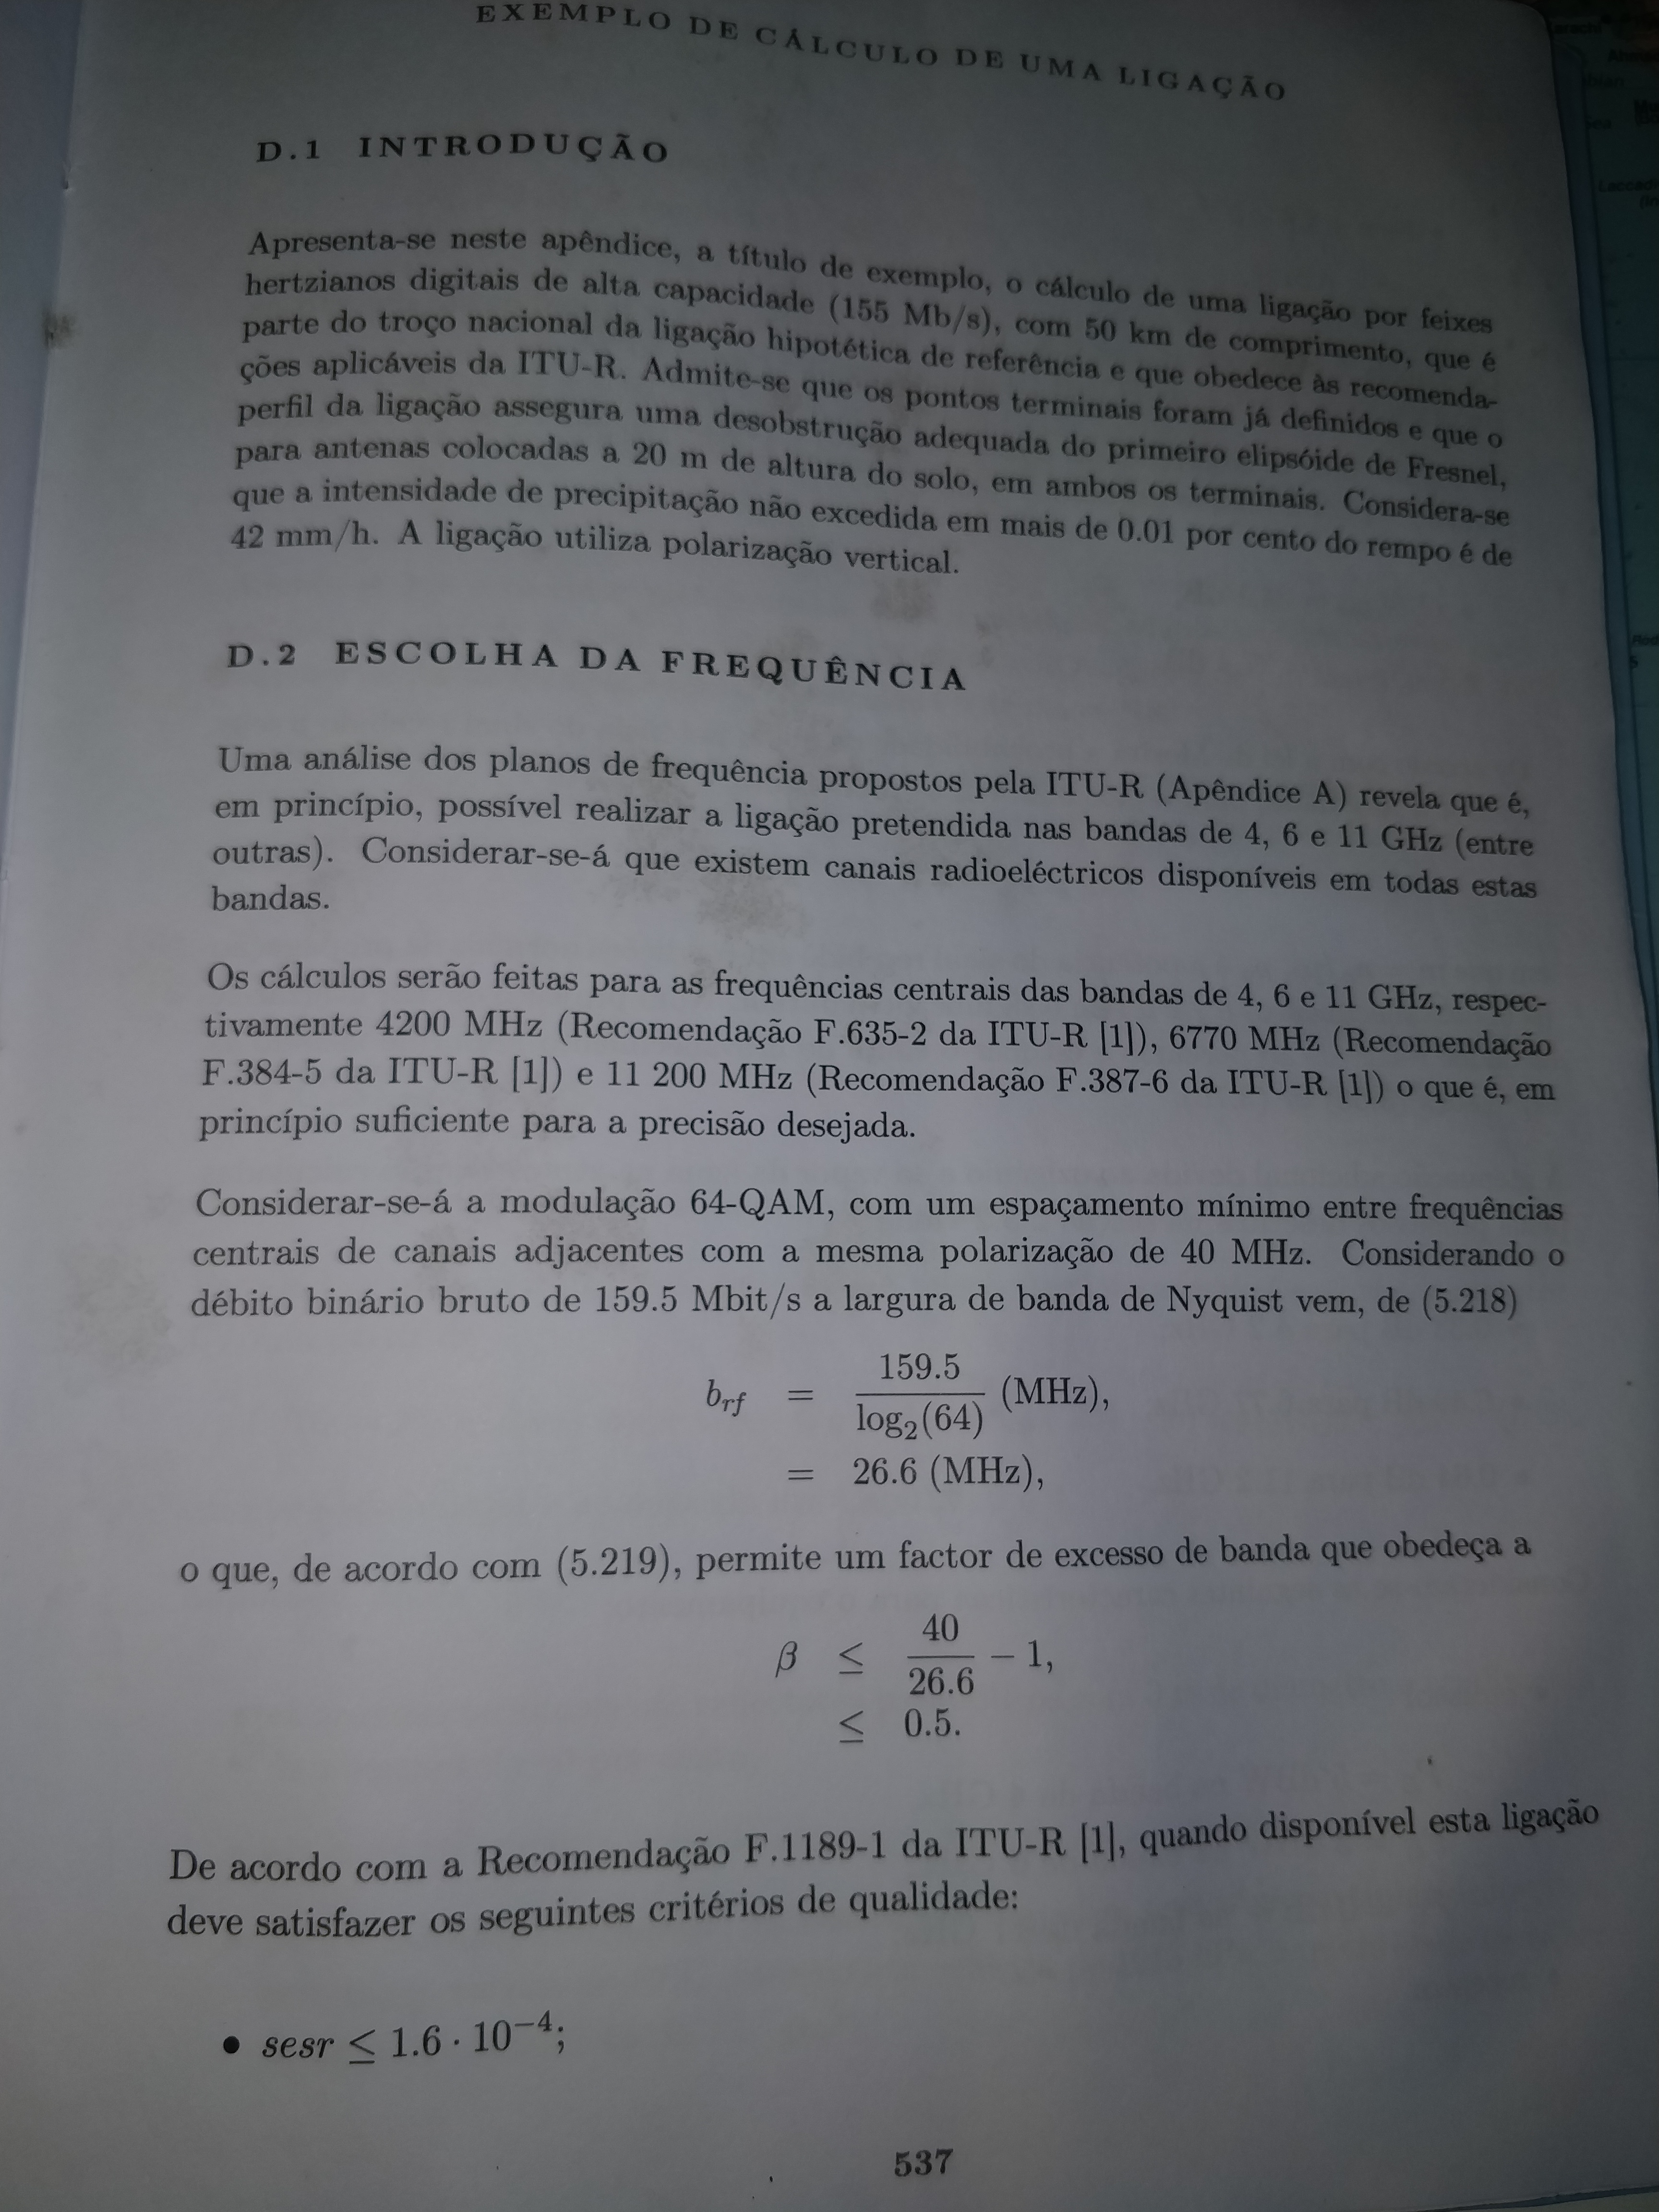 EXEMPLO DE CÁLCULO DE UMA LIGAÇÃO
D.1 INTRODUÇÃO
Apresenta-se neste apêndice, a título de exemplo, o cálculo de uma ligação por feixes
hertzianos digitais de alta capacidade (155 Mb/s), com 50 km de comprimento, que é
parte do troço nacional da ligação hipotética de referência e que obedece às recomenda-
ções aplicáveis da ITU-R. Admite-se que os pontos terminais foram já definidos e que o
perfil da ligação assegura uma desobstrução adequada do primeiro elipsóide de Fresnel,
para antenas colocadas a 20 m de altura do solo, em ambos os terminais. Considera-se
que a intensidade de precipitação não excedida em mais de 0.01 por cento do rempo é de
42 mm/h. A ligação utiliza polarização vertical.
D.2 ESCOLHA DA FREQUÊNCIA
Uma análise dos planos de frequência propostos pela ITU-R (Apêndice A) revela que é,
em princípio, possível realizar a ligação pretendida nas bandas de 4, 6 e 11 GHz (entre
outras). Considerar-se-á que existem canais radioeléctricos disponíveis em todas estas
bandas.
Os cálculos serão feitas para as frequências centrais das bandas de 4, 6 e 11 GHz, respec-
tivamente 4200 MHz (Recomendação F.635-2 da ITU-R [1]), 6770 MHz (Recomendação
F.384-5 da ITU-R [1]) e 11 200 MHz (Recomendação F.387-6 da ITU-R [1]) o que é, em
princípio suficiente para a precisão desejada.
Considerar-se-á a modulação 64-QAM, com um espaçamento mínimo entre frequências
centrais de canais adjacentes com a mesma polarização de 40 MHz. Considerando o
débito binário bruto de 159.5 Mbit/s a largura de banda de Nyquist vem, de (5.218)
b_rf = 159.5 / log₂(64) (MHz),
= 26.6 (MHz),
o que, de acordo com (5.219), permite um factor de excesso de banda que obedeça a
β ≤ 40 / 26.6 − 1,
≤ 0.5.
De acordo com a Recomendação F.1189-1 da ITU-R [1], quando disponível esta ligação
deve satisfazer os seguintes critérios de qualidade:
• sesr ≤ 1.6 · 10⁻⁴;
537